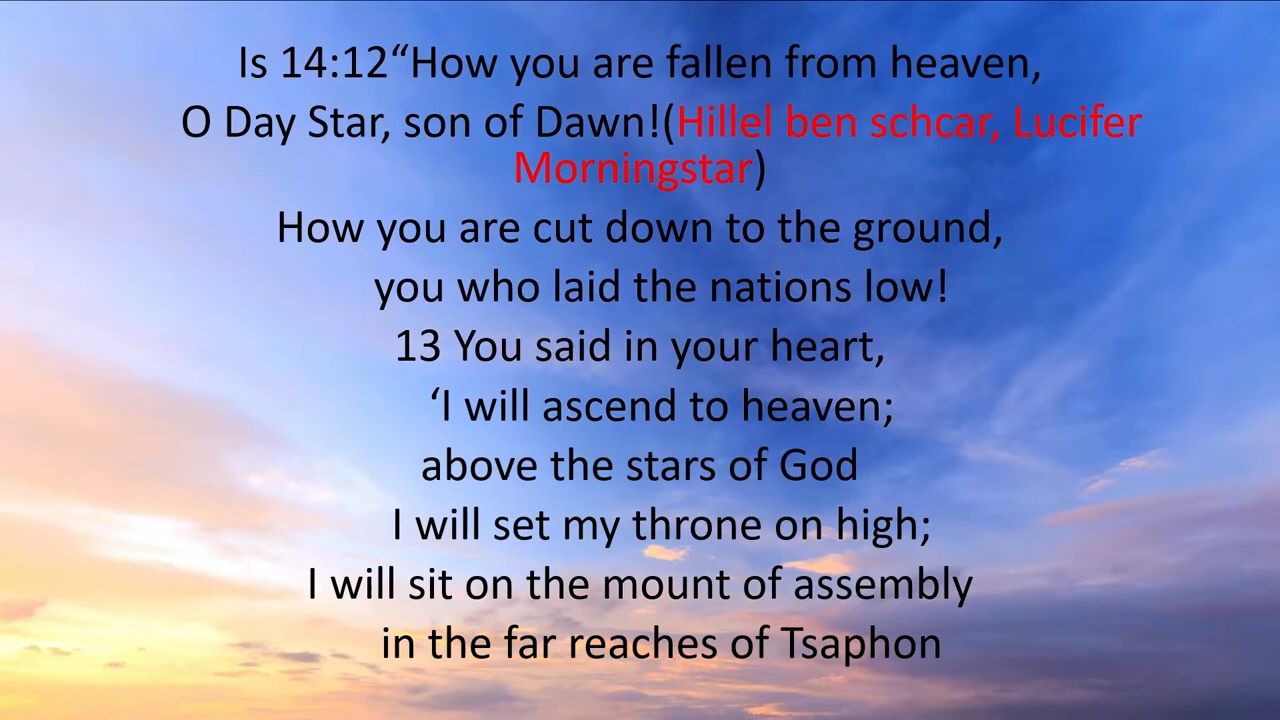 Is 14:12“How you are fallen from heaven,
O Day Star, son of Dawn!(Hillel ben schcar, Lucifer
Morningstar)
How you are cut down to the ground,
you who laid the nations low!
13 You said in your heart,
‘I will ascend to heaven;
above the stars of God
I will set my throne on high;
I will sit on the mount of assembly
in the far reaches of Tsaphon